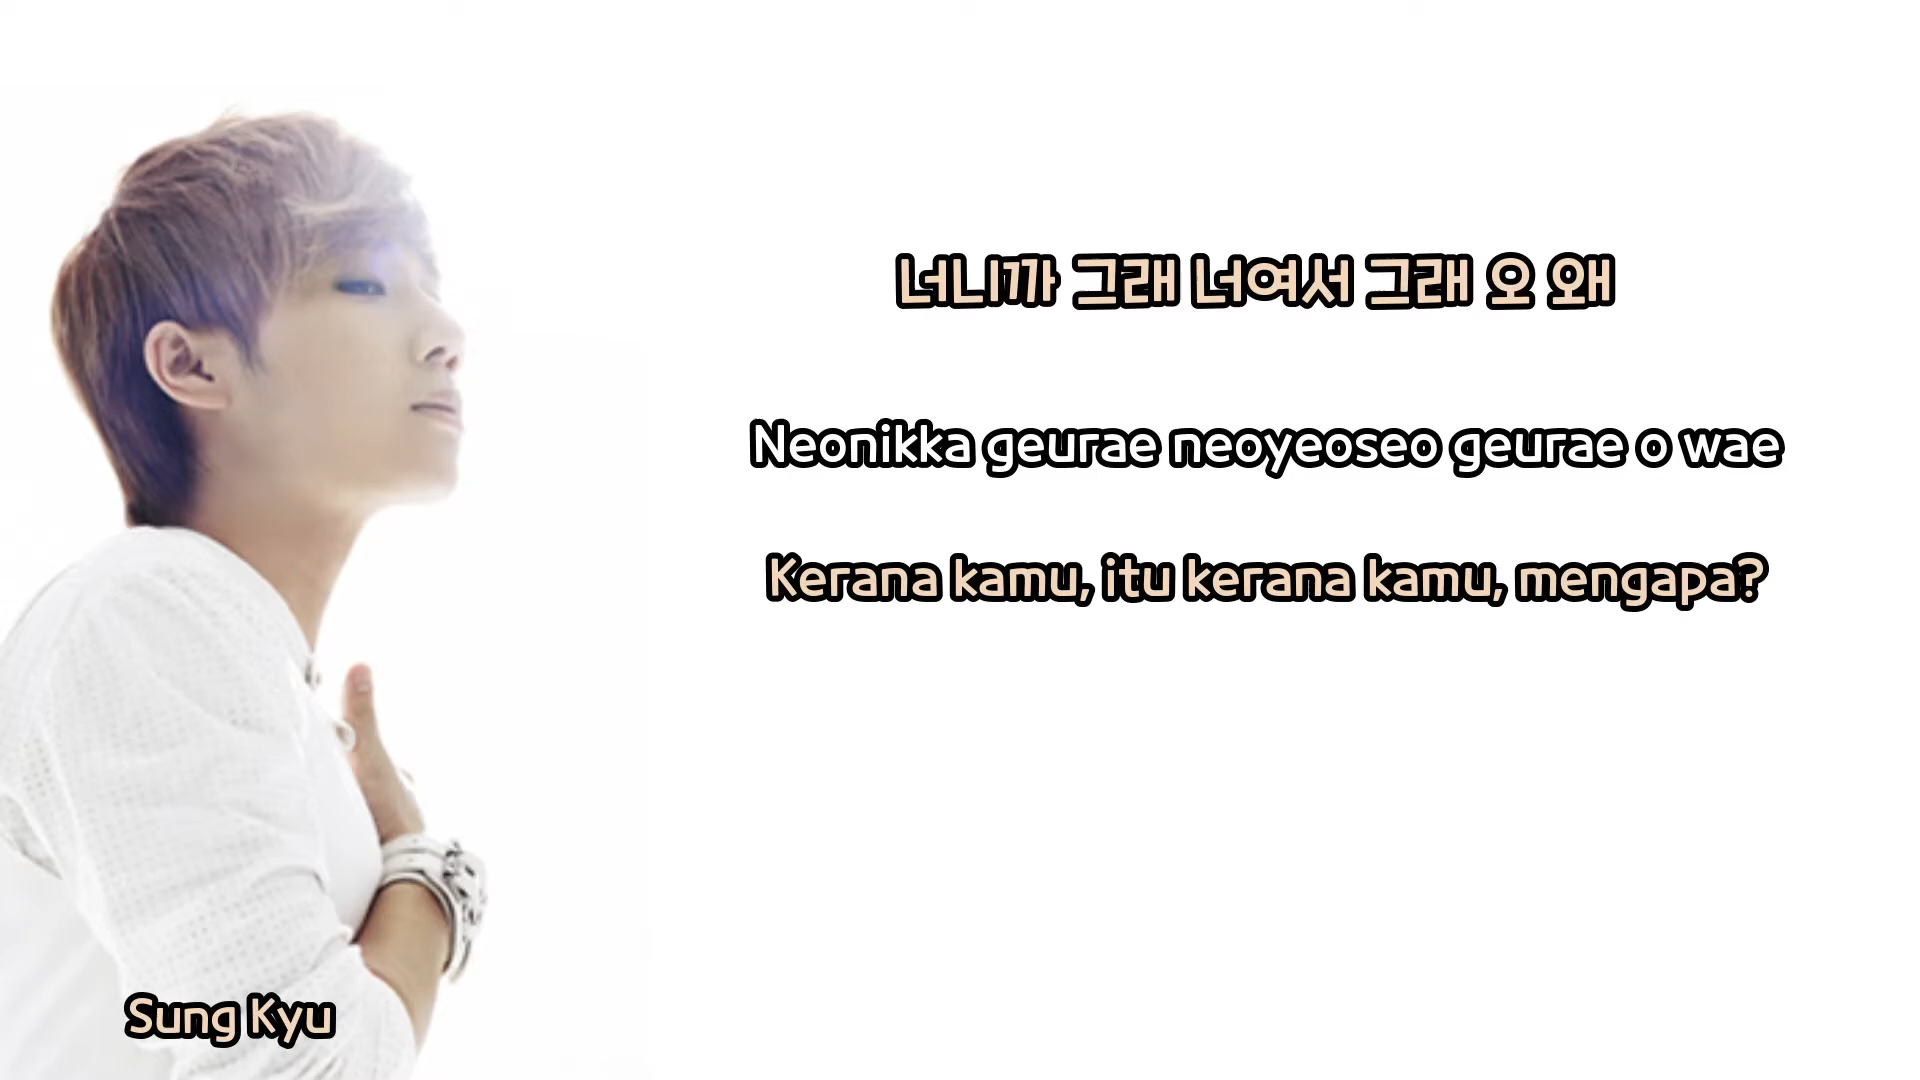 너니까 그래 너여서 그래 오 왜
Neonikka geurae neoyeoseo geurae o wae
Kerana kamu, itu kerana kamu, mengapa?
Sung Kyu